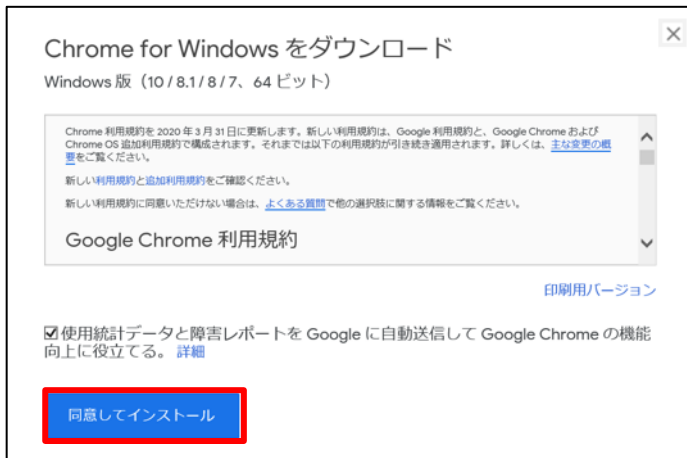 Chrome for Windows をダウンロード
Windows 版（10 / 8.1 / 8 / 7、64 ビット）
Chrome 利用規約を 2020 年 3 月 31 日に更新します。新しい利用規約は、Google 利用規約と、Google Chrome および
Chrome OS 追加利用規約で構成されます。それまでは以下の利用規約が引き続き適用されます。詳しくは、主な変更の概
要をご覧ください。
新しい利用規約と追加利用規約をご確認ください。
新しい利用規約に同意いただけない場合は、よくある質問で他の選択肢に関する情報をご覧ください。
Google Chrome 利用規約
印刷用バージョン
使用統計データと障害レポートを Google に自動送信して Google Chrome の機能
向上に役立てる。 詳細
同意してインストール